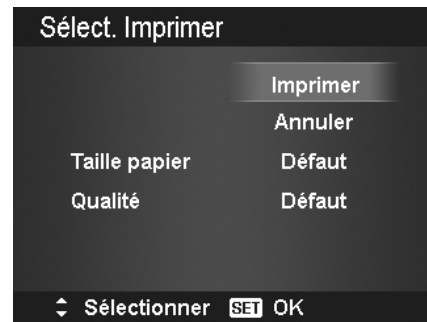 Sélect. Imprimer
Imprimer
Annuler
Taille papier Défaut
Qualité Défaut
Sélectionner SET OK